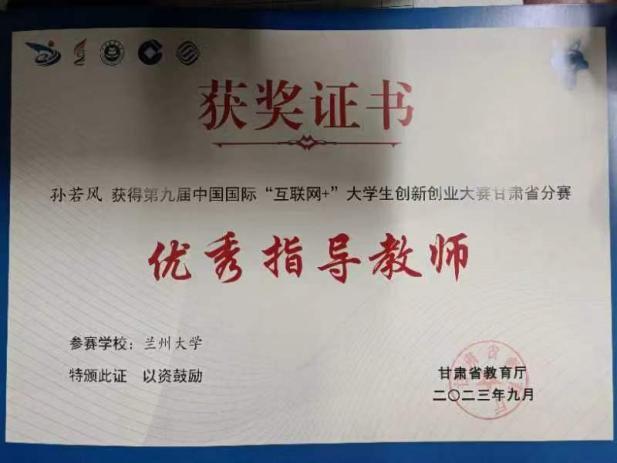 获奖证书
孙若风 获得第九届中国国际“互联网+”大学生创新创业大赛甘肃省分赛
优秀指导教师
参赛学校：兰州大学
特颁此证 以资鼓励
甘肃省教育厅
二〇二三年九月